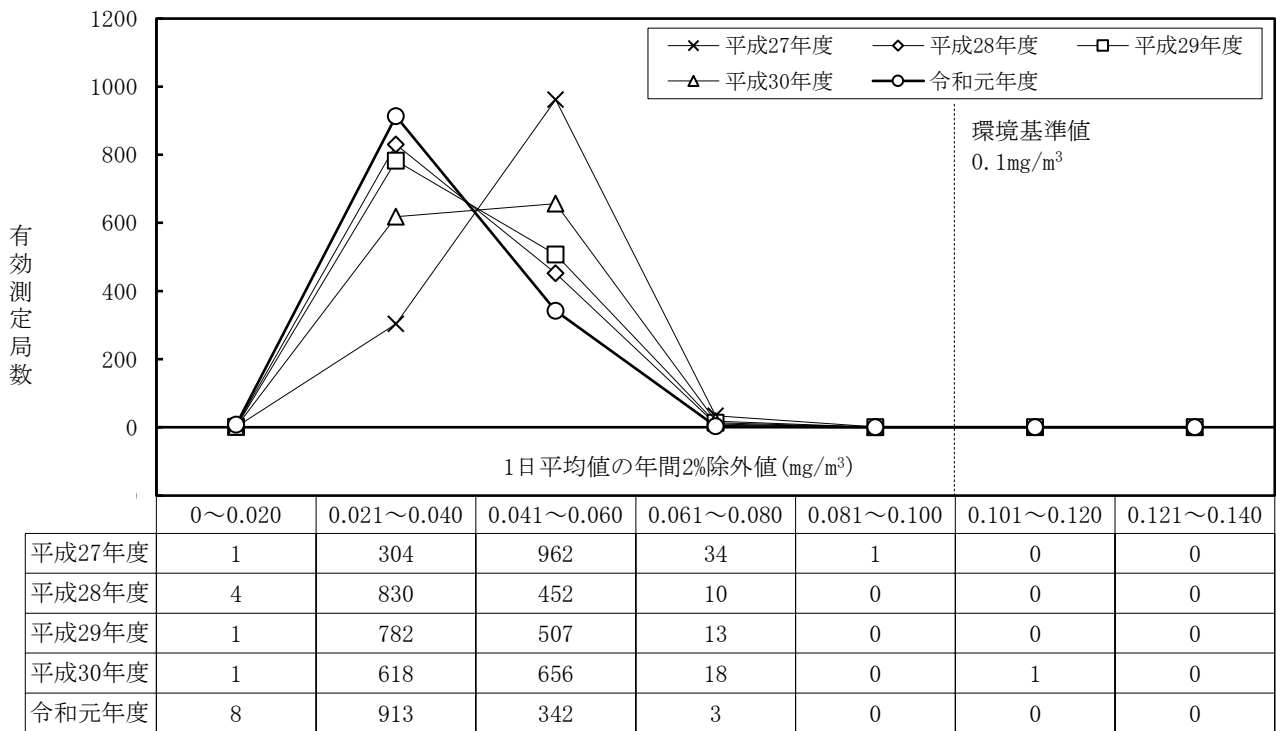 1200
1000
800
600
400
200
0
有効測定局数
平成27年度 平成28年度 平成29年度
平成30年度 令和元年度
環境基準値
0.1mg/m³
1日平均値の年間2%除外値(mg/m³)
0～0.020 0.021～0.040 0.041～0.060 0.061～0.080 0.081～0.100 0.101～0.120 0.121～0.140
平成27年度 1 304 962 34 1 0 0
平成28年度 4 830 452 10 0 0 0
平成29年度 1 782 507 13 0 0 0
平成30年度 1 618 656 18 0 1 0
令和元年度 8 913 342 3 0 0 0